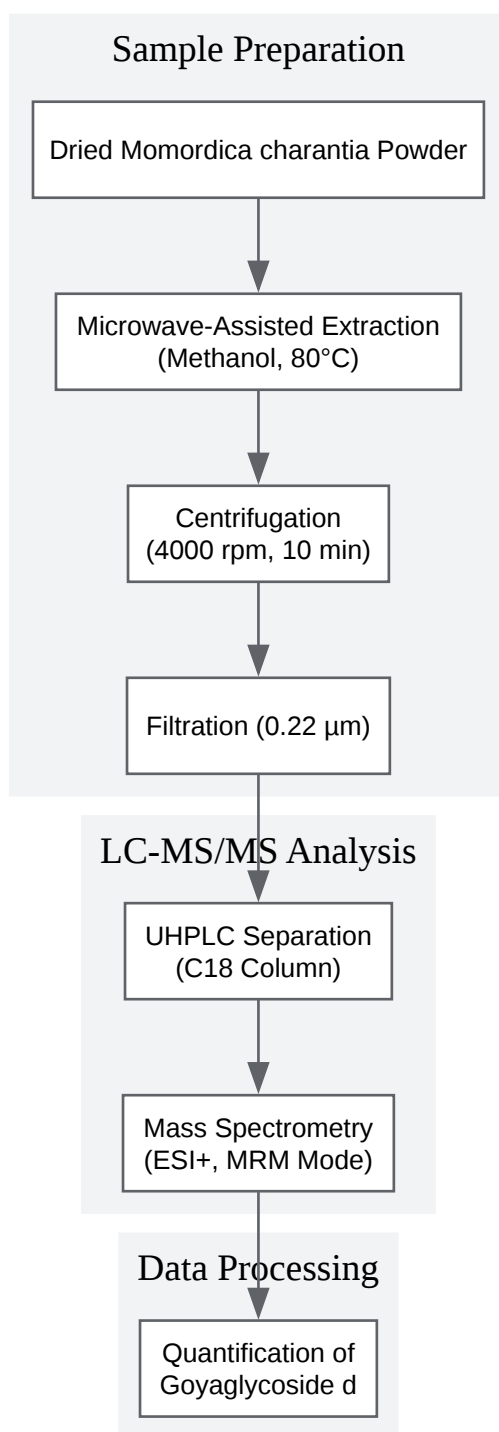 Sample Preparation
Dried Momordica charantia Powder
Microwave-Assisted Extraction
(Methanol, 80°C)
Centrifugation
(4000 rpm, 10 min)
Filtration (0.22 µm)
LC-MS/MS Analysis
UHPLC Separation
(C18 Column)
Mass Spectrometry
(ESI+, MRM Mode)
Data Processing
Quantification of
Goyaglycoside d